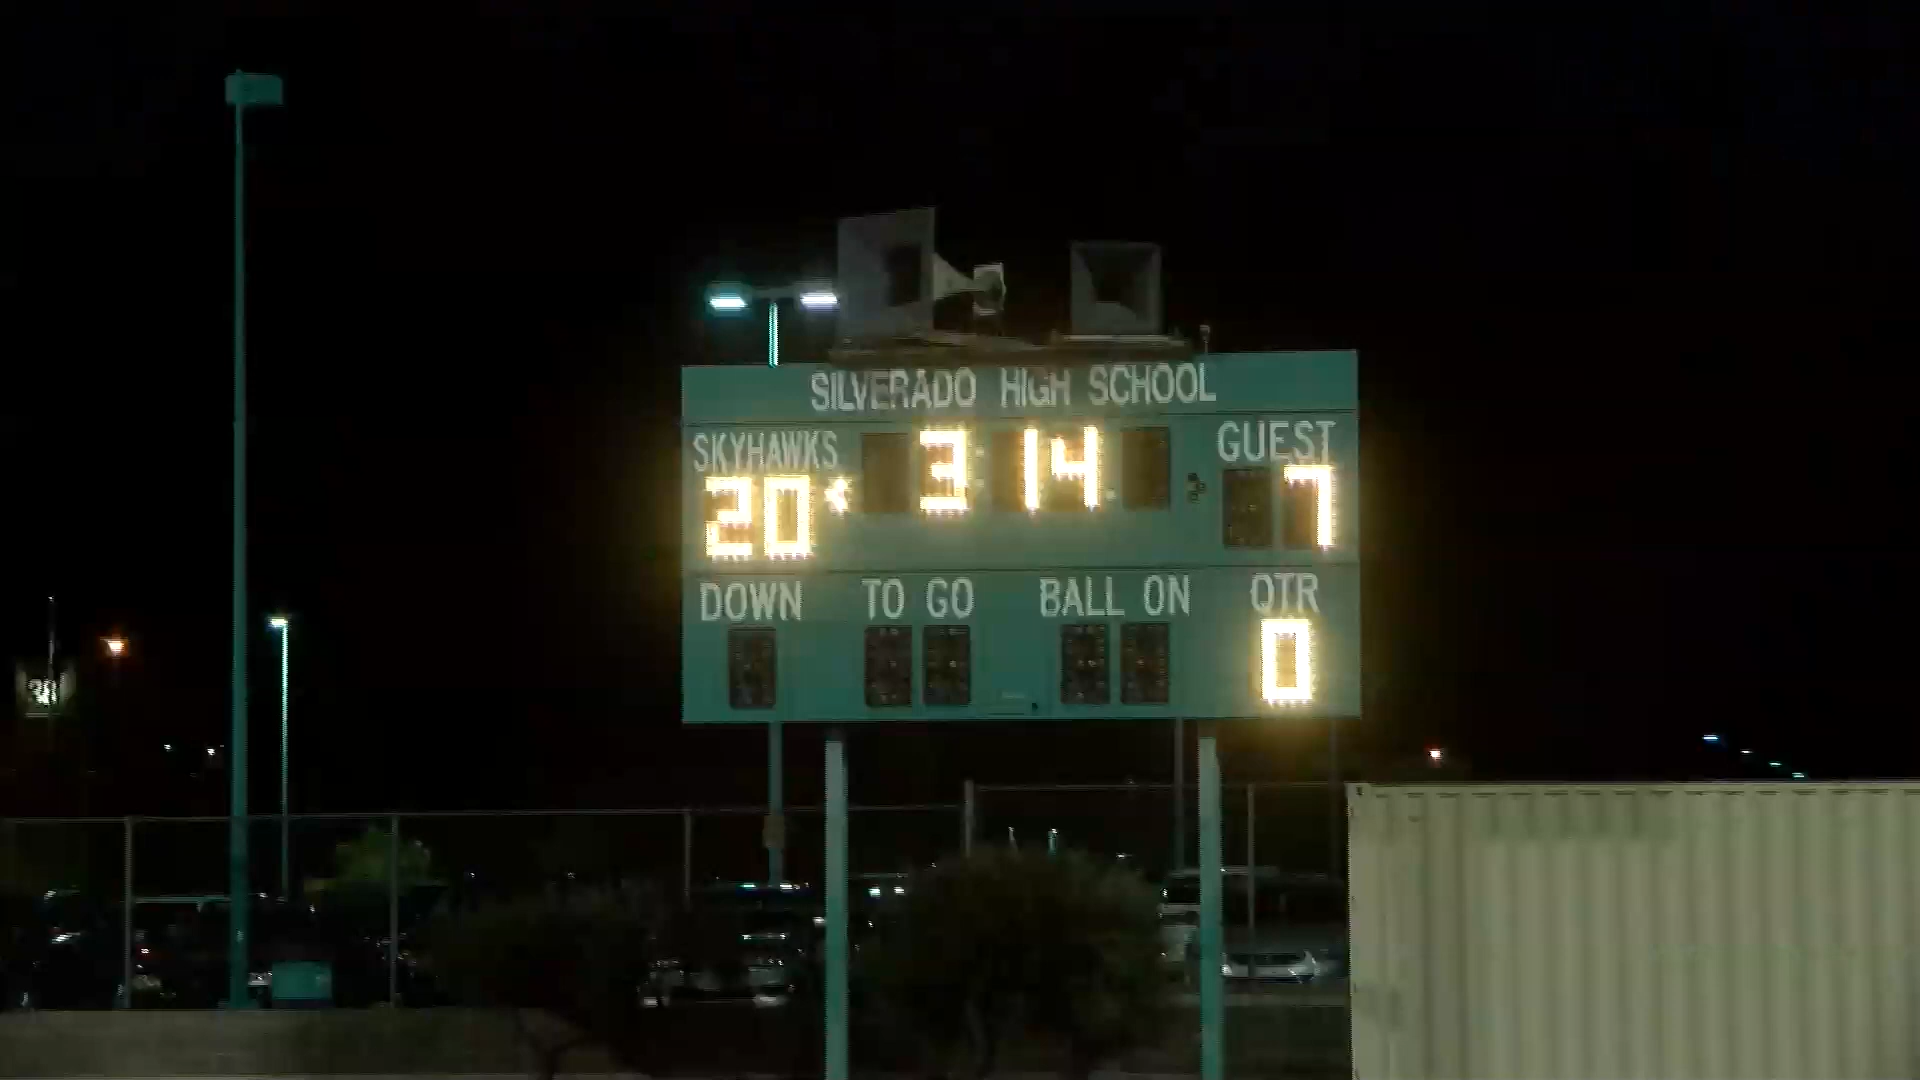 SILVERADO HIGH SCHOOL
SKYHAWKS 3:14 GUEST
20 7
DOWN TO GO BALL ON QTR
0